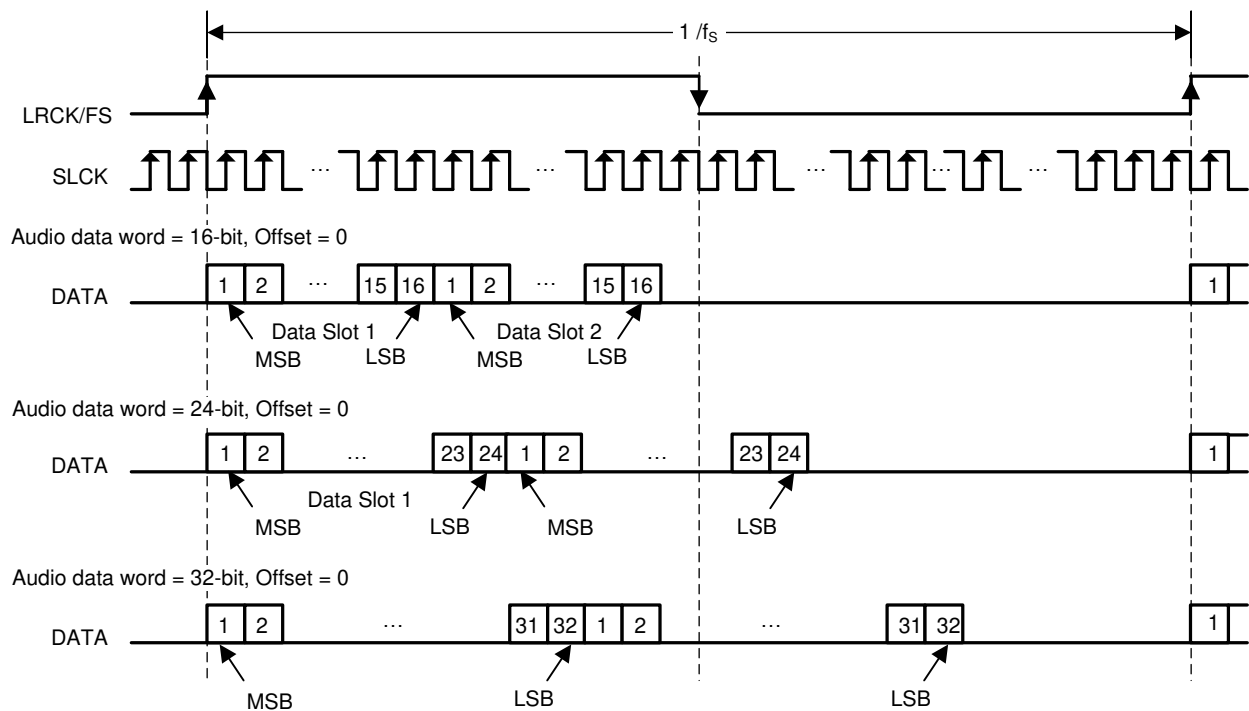 1 /fS
LRCK/FS
SLCK
... ... ... ... ...
Audio data word = 16-bit, Offset = 0
DATA 1 2 ... 15 16 1 2 ... 15 16 1
Data Slot 1 Data Slot 2
MSB LSB MSB LSB
Audio data word = 24-bit, Offset = 0
DATA 1 2 ... 23 24 1 2 ... 23 24 1
Data Slot 1
MSB LSB MSB LSB
Audio data word = 32-bit, Offset = 0
DATA 1 2 ... 31 32 1 2 ... 31 32 1
MSB LSB LSB